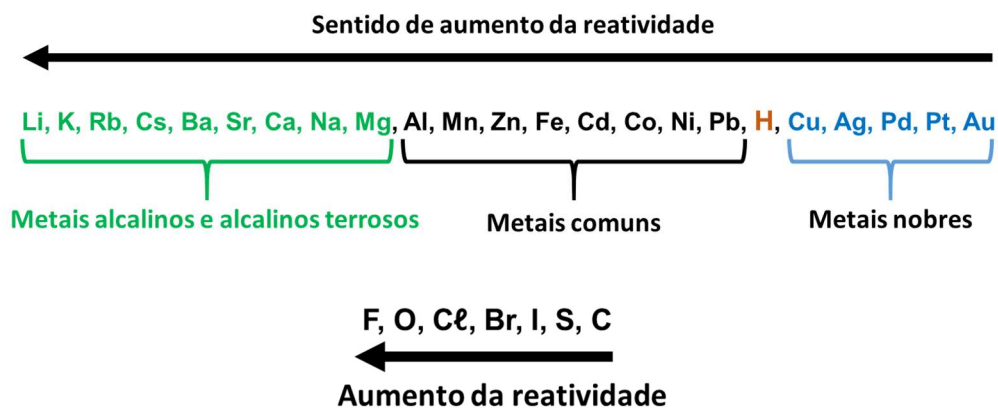 Sentido de aumento da reatividade
Li, K, Rb, Cs, Ba, Sr, Ca, Na, Mg, Al, Mn, Zn, Fe, Cd, Co, Ni, Pb, H, Cu, Ag, Pd, Pt, Au
Metais alcalinos e alcalinos terrosos Metais comuns Metais nobres
F, O, Cℓ, Br, I, S, C
Aumento da reatividade